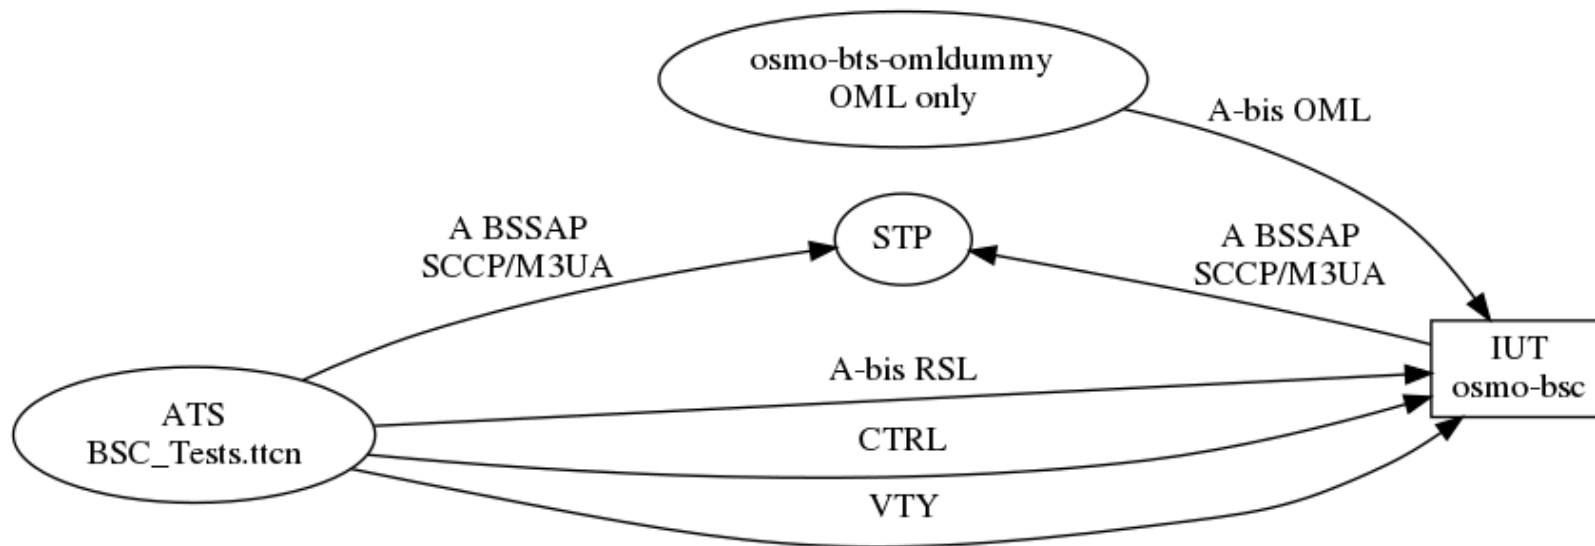 osmo-bts-omldummy
OML only
A-bis OML
A BSSAP
SCCP/M3UA
STP
A BSSAP
SCCP/M3UA
IUT
osmo-bsc
A-bis RSL
ATS
BSC_Tests.ttcn
CTRL
VTY